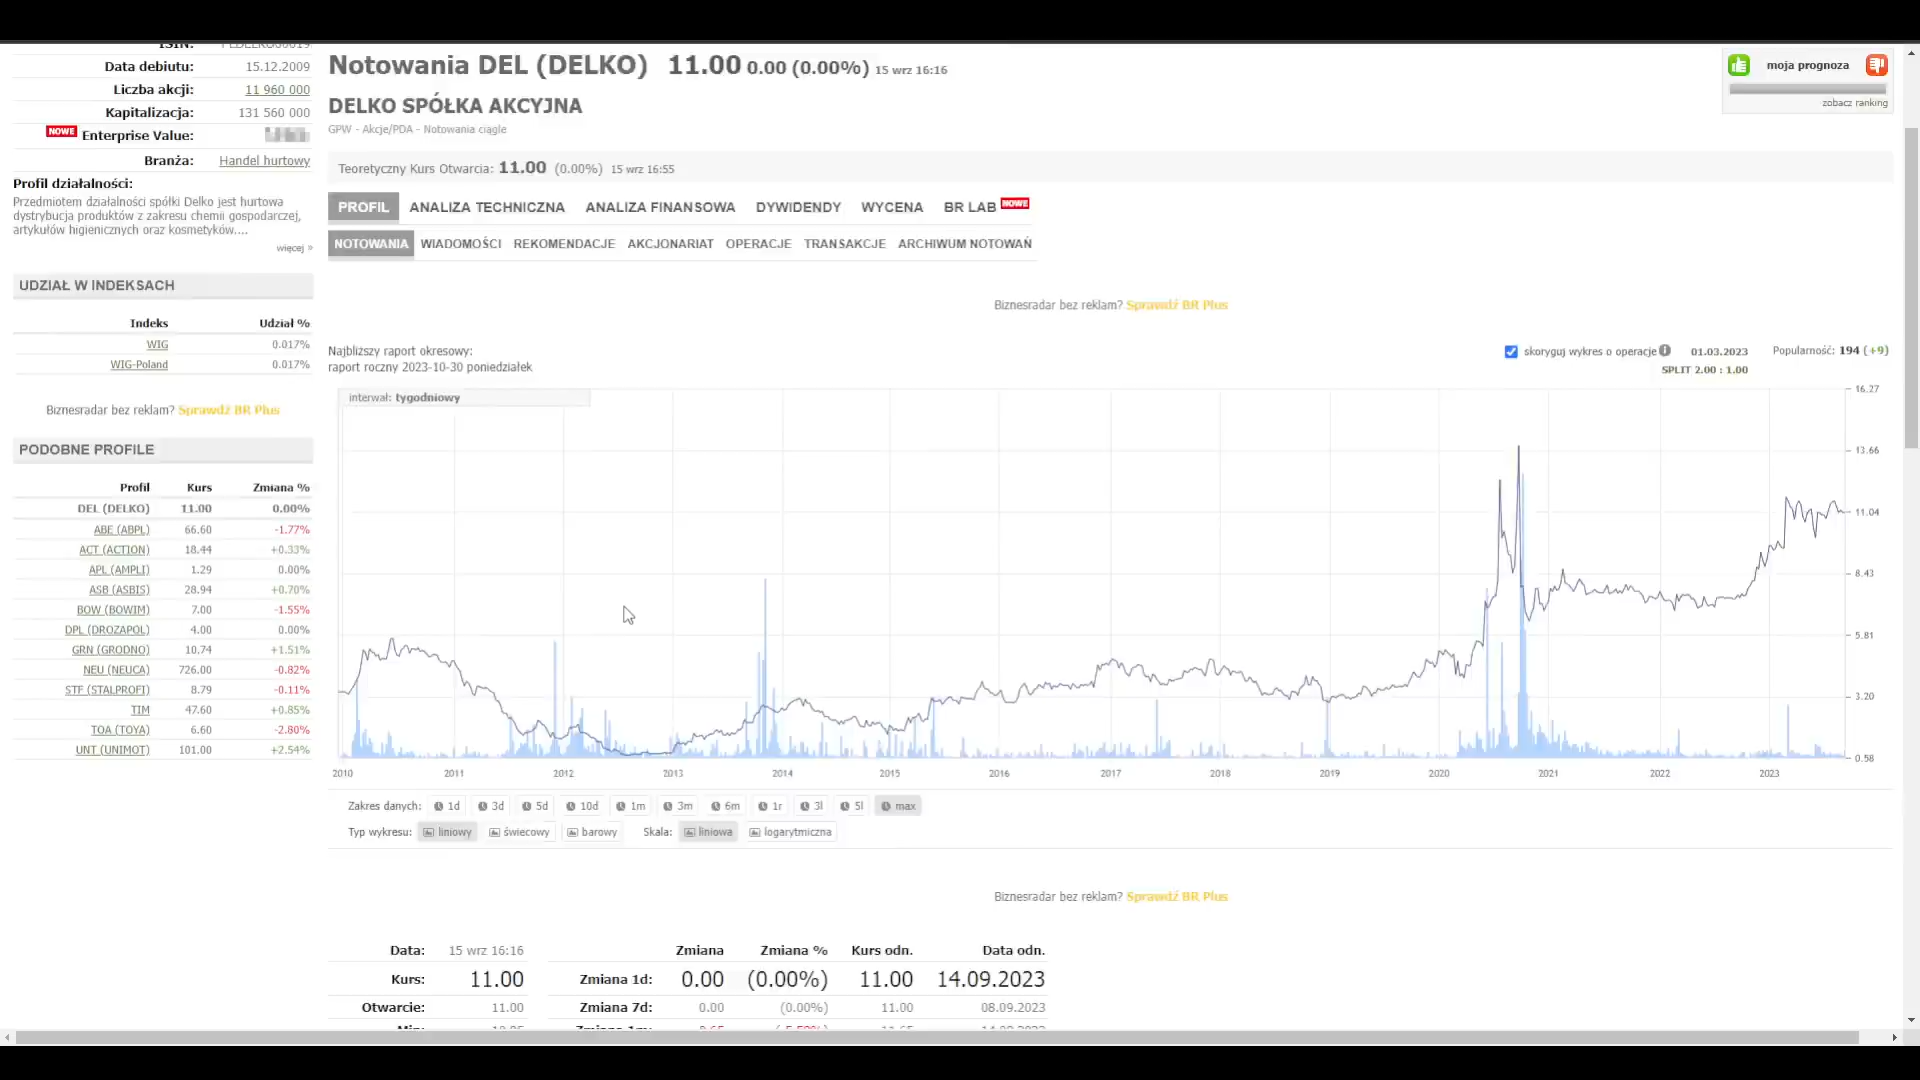 ISIN:
Data debiutu: 15.12.2009
Liczba akcji: 11 960 000
Kapitalizacja: 131 560 000
NOWE Enterprise Value:
Branża: Handel hurtowy
Profil działalności:
Przedmiotem działalności spółki Delko jest hurtowa
dystrybucja produktów z zakresu chemii gospodarczej,
artykułów higienicznych oraz kosmetyków....
więcej »
UDZIAŁ W INDEKSACH
Indeks Udział %
WIG 0.017%
WIG-Poland 0.017%
Biznesradar bez reklam? Sprawdź BR Plus
PODOBNE PROFILE
Profil Kurs Zmiana %
DEL (DELKO) 11.00 0.00%
ABE (ABPL) 66.60 -1.77%
ACT (ACTION) 18.44 +0.33%
APL (AMPLI) 1.29 0.00%
ASB (ASBIS) 28.94 +0.70%
BOW (BOWIM) 7.00 -1.55%
DPL (DROZAPOL) 4.00 0.00%
GRN (GRODNO) 10.74 +1.51%
NEU (NEUCA) 726.00 -0.82%
STF (STALPROFI) 8.79 -0.11%
TIM 47.60 +0.85%
TOA (TOYA) 6.60 -2.80%
UNT (UNIMOT) 101.00 +2.54%
Notowania DEL (DELKO) 11.00 0.00 (0.00%) 15 wrz 16:16
DELKO SPÓŁKA AKCYJNA
GPW - Akcje/PDA - Notowania ciągłe
moja prognoza
zobacz ranking
Teoretyczny Kurs Otwarcia: 11.00 (0.00%) 15 wrz 16:55
PROFIL ANALIZA TECHNICZNA ANALIZA FINANSOWA DYWIDENDY WYCENA BR LAB NOWE
NOTOWANIA WIADOMOŚCI REKOMENDACJE AKCJONARIAT OPERACJE TRANSAKCJE ARCHIWUM NOTOWAŃ
Biznesradar bez reklam? Sprawdź BR Plus
Najbliższy raport okresowy:
raport roczny 2023-10-30 poniedziałek
skoryguj wykres o operacje 01.03.2023 Popularność: 194 (+9)
SPLIT 2.00 : 1.00
interwał: tygodniowy
16.27
13.66
11.04
8.43
5.81
3.20
0.58
2010 2011 2012 2013 2014 2015 2016 2017 2018 2019 2020 2021 2022 2023
Zakres danych: 1d 3d 5d 10d 1m 3m 6m 1r 3l 5l max
Typ wykresu: liniowy świecowy barowy Skala: liniowa logarytmiczna
Biznesradar bez reklam? Sprawdź BR Plus
Data: 15 wrz 16:16 Zmiana Zmiana % Kurs odn. Data odn.
Kurs: 11.00 Zmiana 1d: 0.00 (0.00%) 11.00 14.09.2023
Otwarcie: 11.00 Zmiana 7d: 0.00 (0.00%) 11.00 08.09.2023